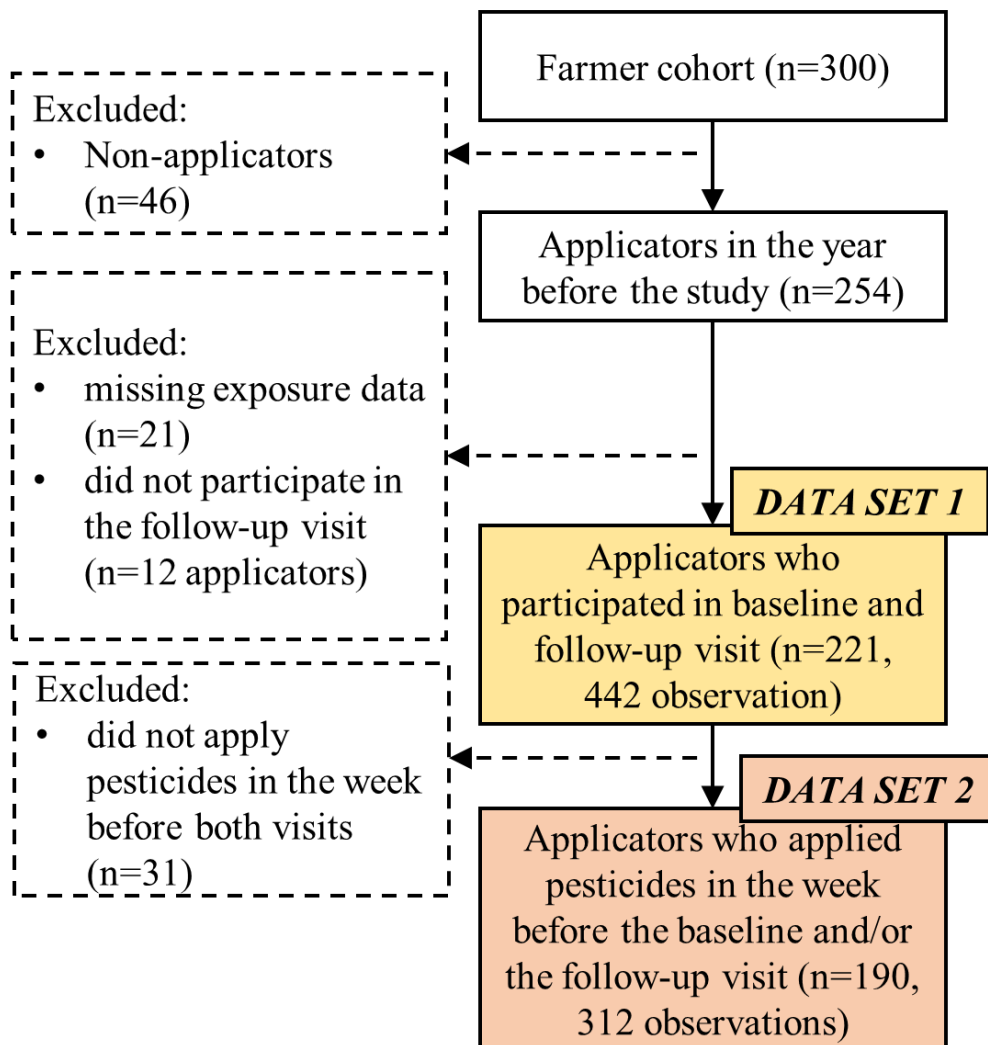 Farmer cohort (n=300)
Excluded:
• Non-applicators
(n=46)
Applicators in the year
before the study (n=254)
Excluded:
• missing exposure data
(n=21)
• did not participate in
the follow-up visit
(n=12 applicators)
DATA SET 1
Applicators who
participated in baseline and
follow-up visit (n=221,
442 observation)
Excluded:
• did not apply
pesticides in the week
before both visits
(n=31)
DATA SET 2
Applicators who applied
pesticides in the week
before the baseline and/or
the follow-up visit (n=190,
312 observations)